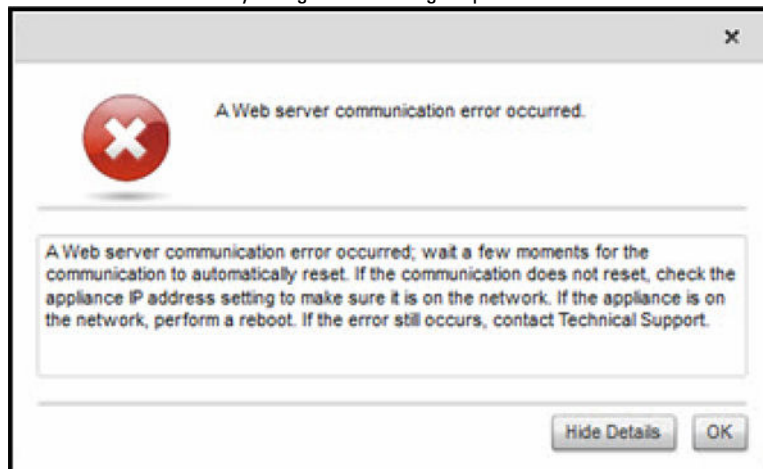 A Web server communication error occurred.
A Web server communication error occurred; wait a few moments for the
communication to automatically reset. If the communication does not reset, check the
appliance IP address setting to make sure it is on the network. If the appliance is on
the network, perform a reboot. If the error still occurs, contact Technical Support.
Hide Details
OK